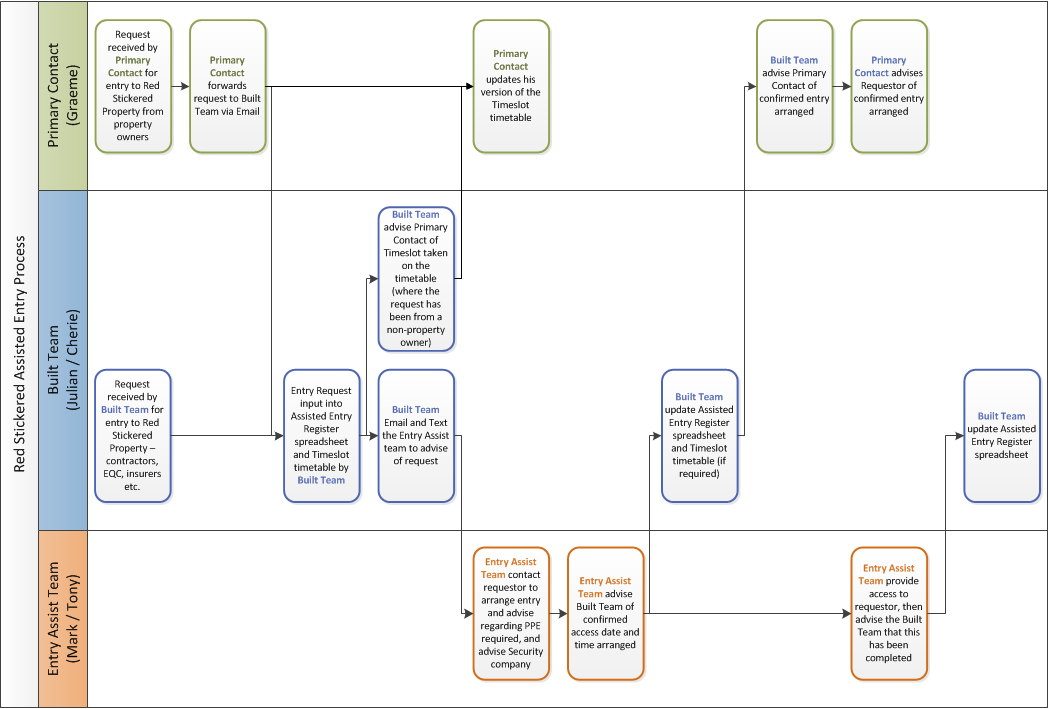 Red Stickered Assisted Entry Process
Primary Contact
(Graeme)
Request
received by
Primary
Contact for
entry to Red
Stickered
Property from
property
owners
Primary
Contact
forwards
request to Built
Team via Email
Primary
Contact
updates his
version of the
Timeslot
timetable
Built Team
advise Primary
Contact of
confirmed entry
arranged
Primary
Contact advises
Requestor of
confirmed entry
arranged
Built Team
(Julian / Cherie)
Request
received by
Built Team for
entry to Red
Stickered
Property –
contractors,
EQC, insurers
etc.
Entry Request
input into
Assisted Entry
Register
spreadsheet
and Timeslot
timetable by
Built Team
Built Team
advise Primary
Contact of
Timeslot taken
on the
timetable
(where the
request has
been from a
non-property
owner)
Built Team
Email and Text
the Entry Assist
team to advise
of request
Built Team
update Assisted
Entry Register
spreadsheet
and Timeslot
timetable (if
required)
Built Team
update Assisted
Entry Register
spreadsheet
Entry Assist Team
(Mark / Tony)
Entry Assist
Team contact
requestor to
arrange entry
and advise
regarding PPE
required, and
advise Security
company
Entry Assist
Team advise
Built Team of
confirmed
access date and
time arranged
Entry Assist
Team provide
access to
requestor, then
advise the Built
Team that this
has been
completed